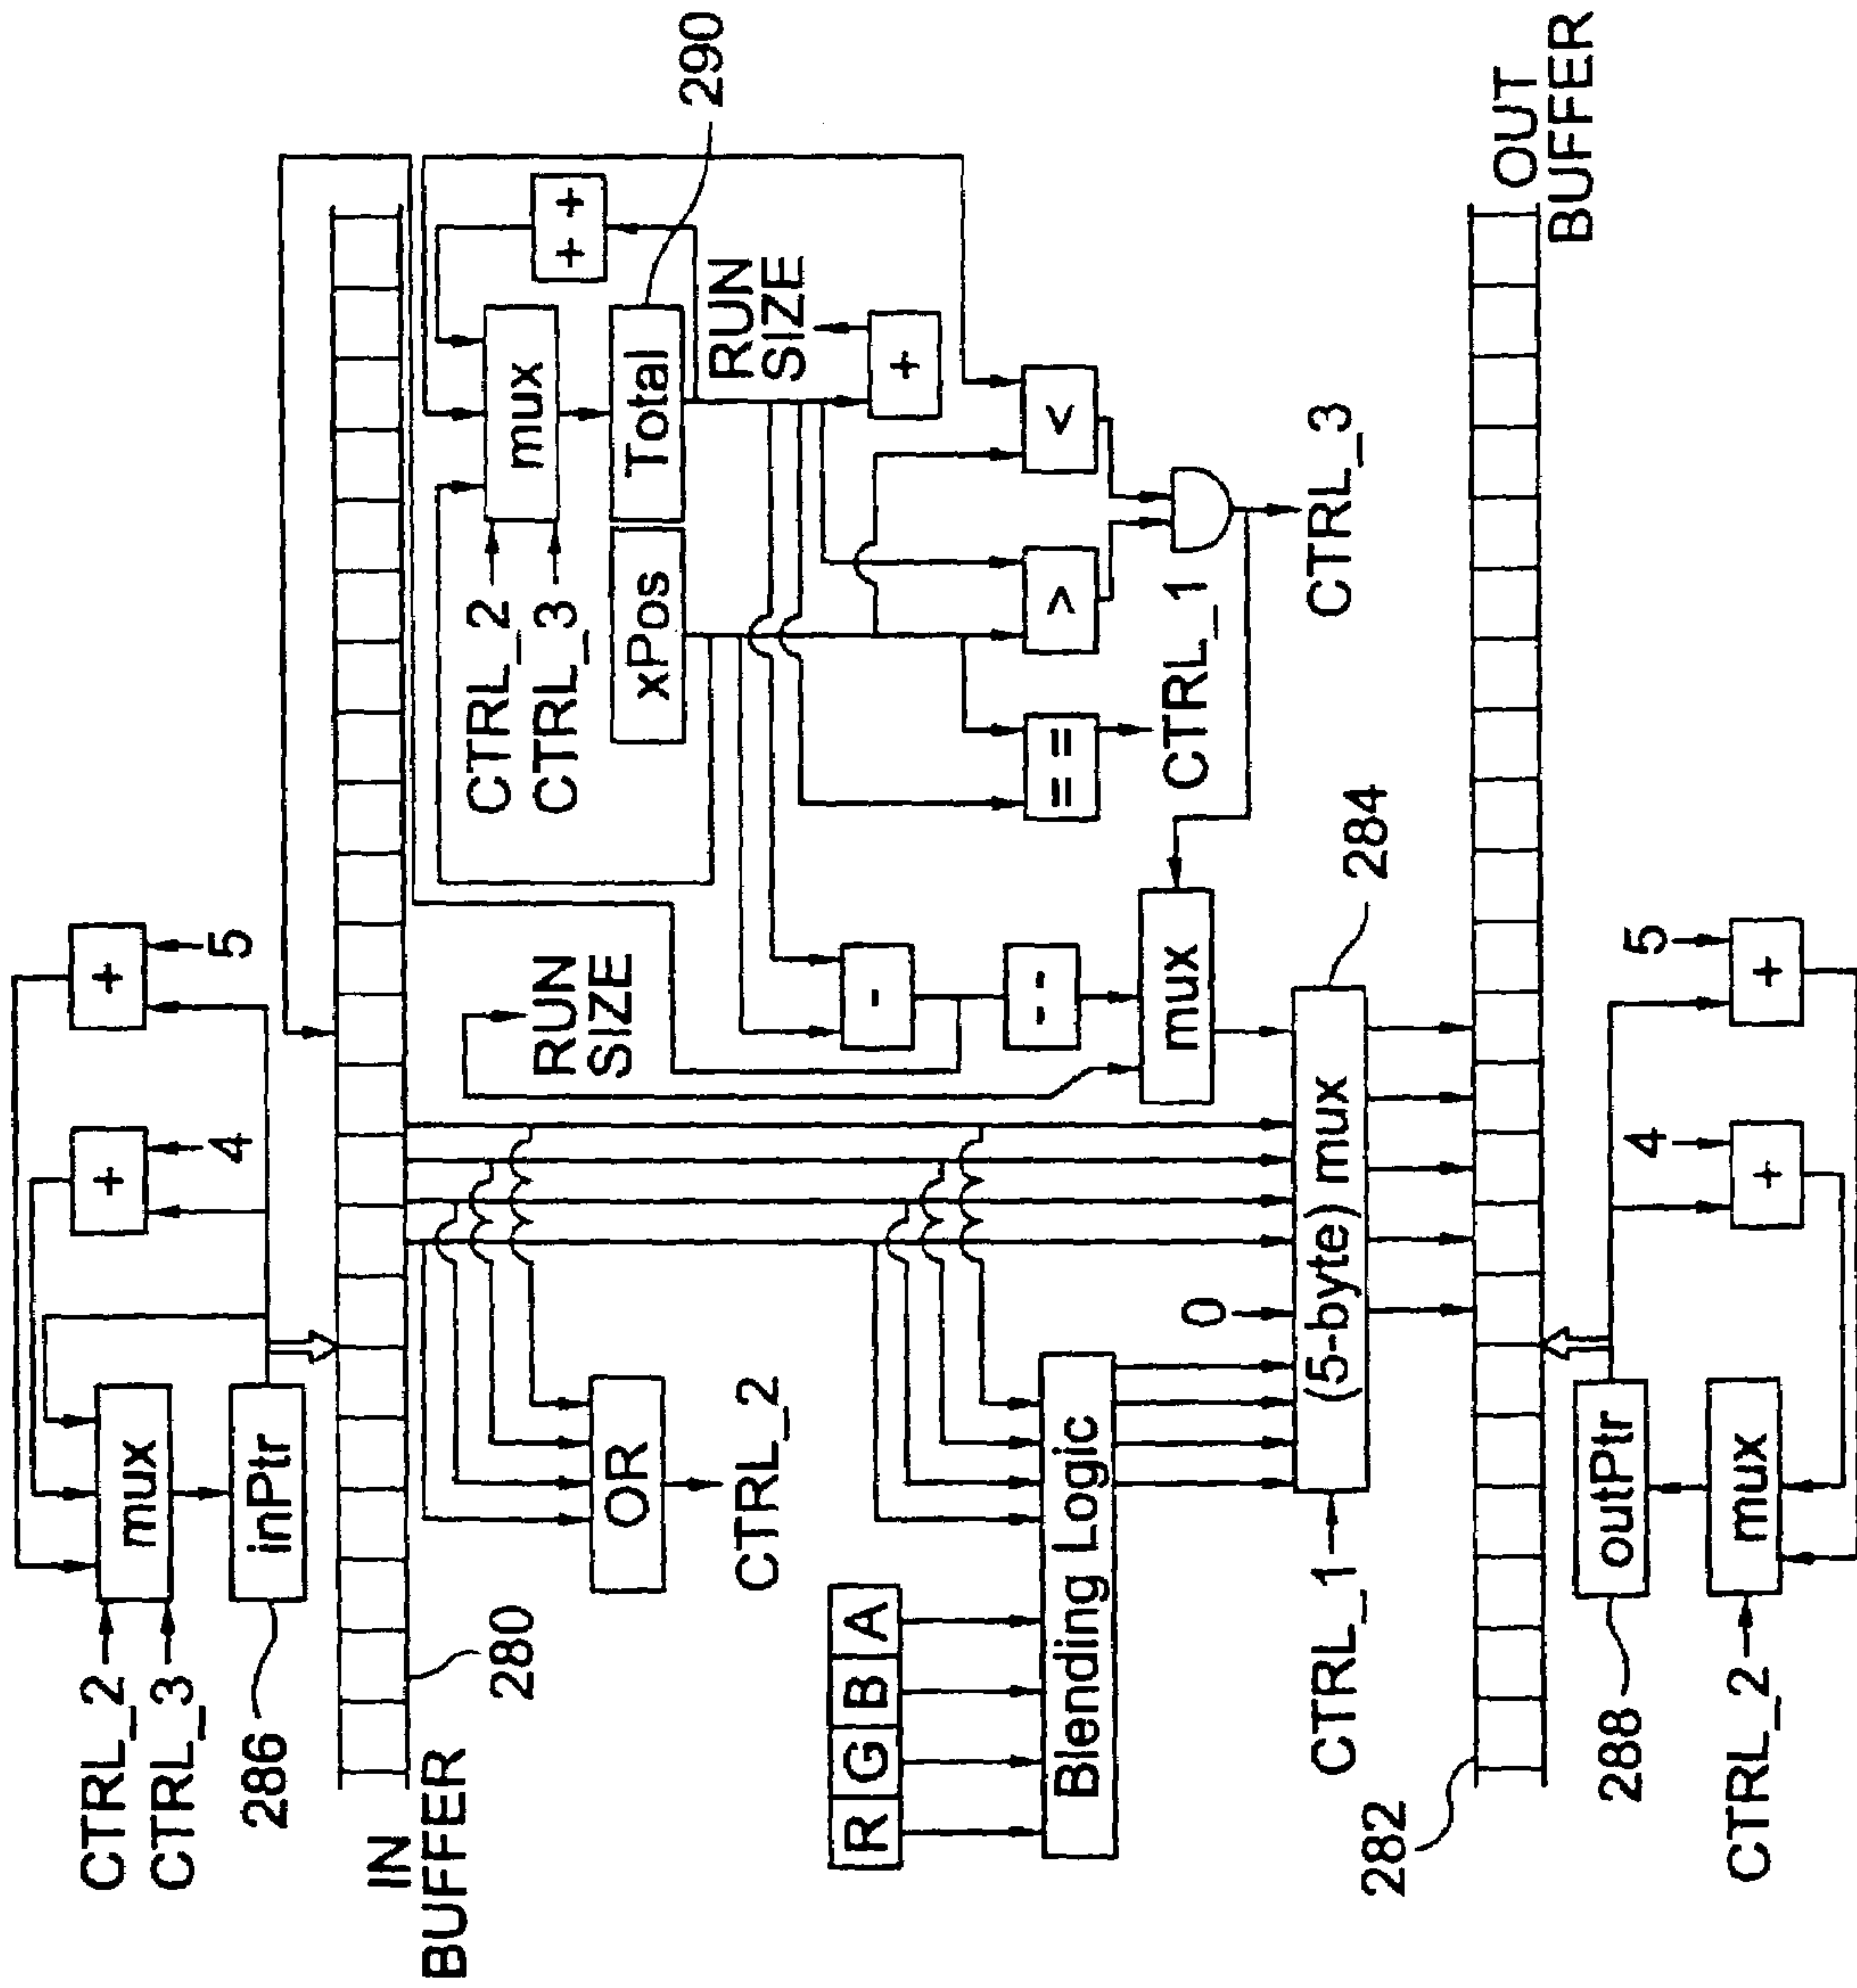 CTRL_2
CTRL_3
mux
+
4
+
5
286
inPtr
IN
BUFFER
280
OR
CTRL_2
RUN
SIZE
CTRL_2
CTRL_3
mux
+ +
xPos
Total
290
RUN
SIZE
+
-
- -
= =
>
<
CTRL_1
CTRL_3
mux
R G B A
Blending Logic
0
CTRL_1
(5-byte) mux
284
282
OUT
BUFFER
288
outPtr
4
+
5
+
CTRL_2
mux